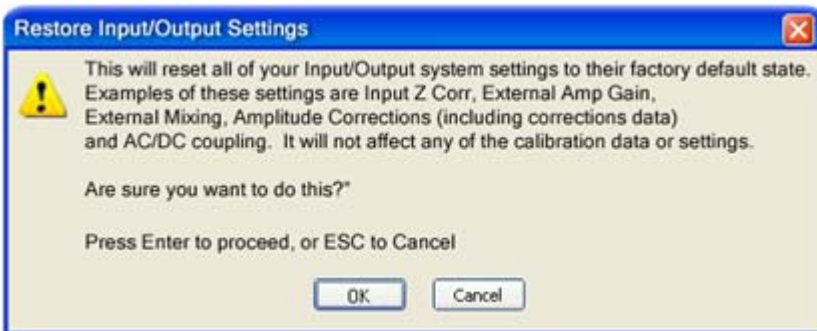 Restore Input/Output Settings
This will reset all of your Input/Output system settings to their factory default state.
Examples of these settings are Input Z Corr, External Amp Gain,
External Mixing, Amplitude Corrections (including corrections data)
and AC/DC coupling. It will not affect any of the calibration data or settings.
Are sure you want to do this?"
Press Enter to proceed, or ESC to Cancel
OK
Cancel